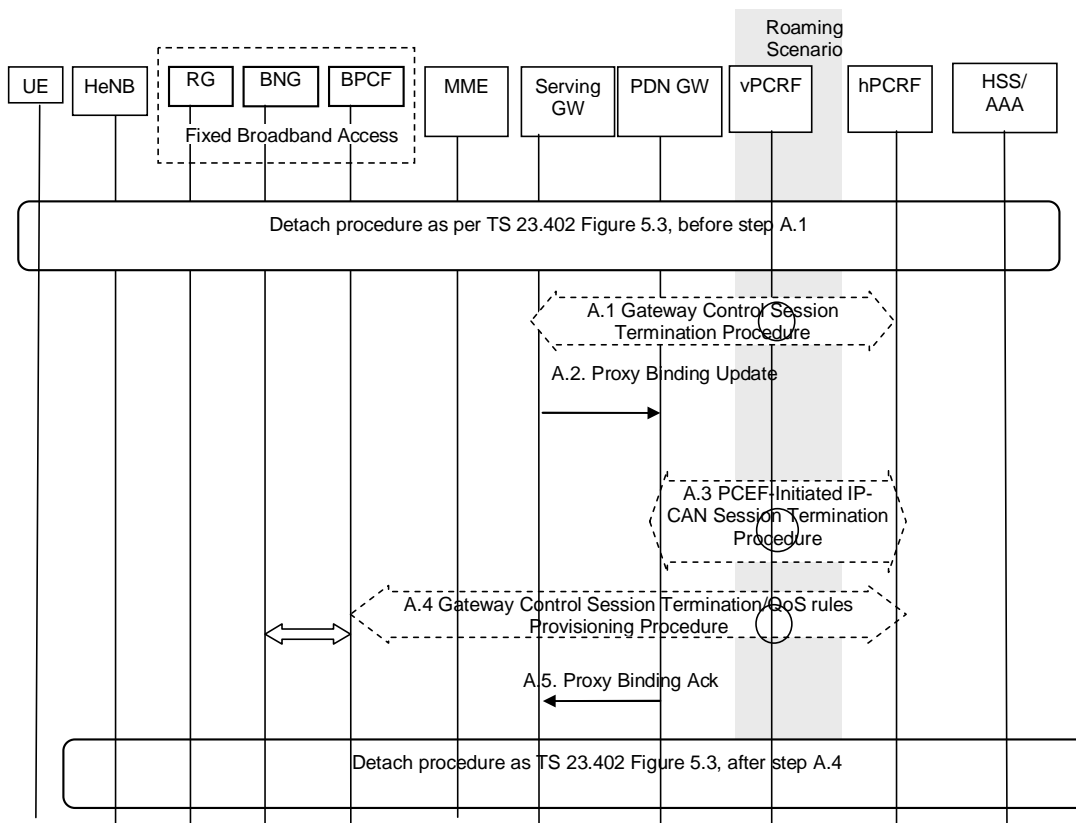 Roaming
Scenario
UE
HeNB
RG
BNG
BPCF
Fixed Broadband Access
MME
Serving
GW
PDN GW
vPCRF
hPCRF
HSS/
AAA
Detach procedure as per TS 23.402 Figure 5.3, before step A.1
A.1 Gateway Control Session
Termination Procedure
A.2. Proxy Binding Update
A.3 PCEF-Initiated IP-
CAN Session Termination
Procedure
A.4 Gateway Control Session Termination/QoS rules
Provisioning Procedure
A.5. Proxy Binding Ack
Detach procedure as TS 23.402 Figure 5.3, after step A.4